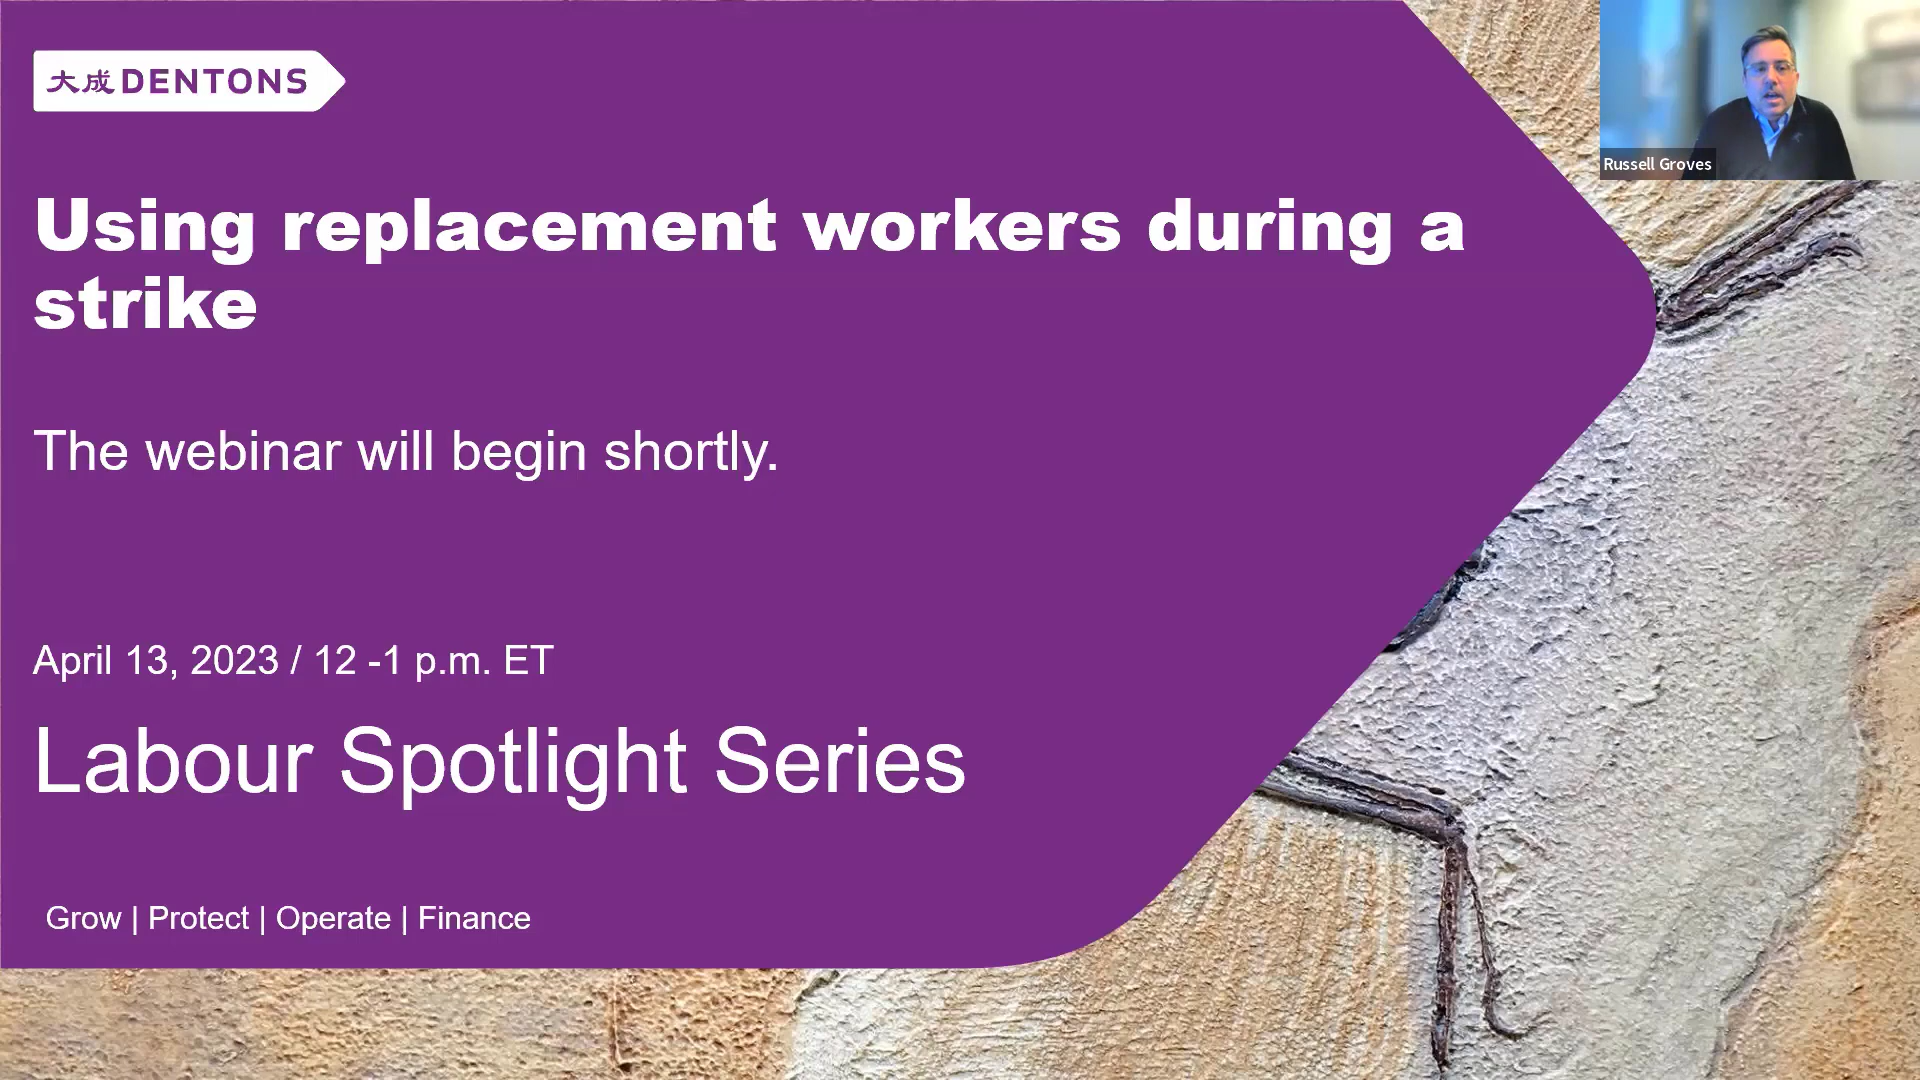 大成 DENTONS
Russell Groves
Using replacement workers during a
strike
The webinar will begin shortly.
April 13, 2023 / 12 -1 p.m. ET
Labour Spotlight Series
Grow | Protect | Operate | Finance